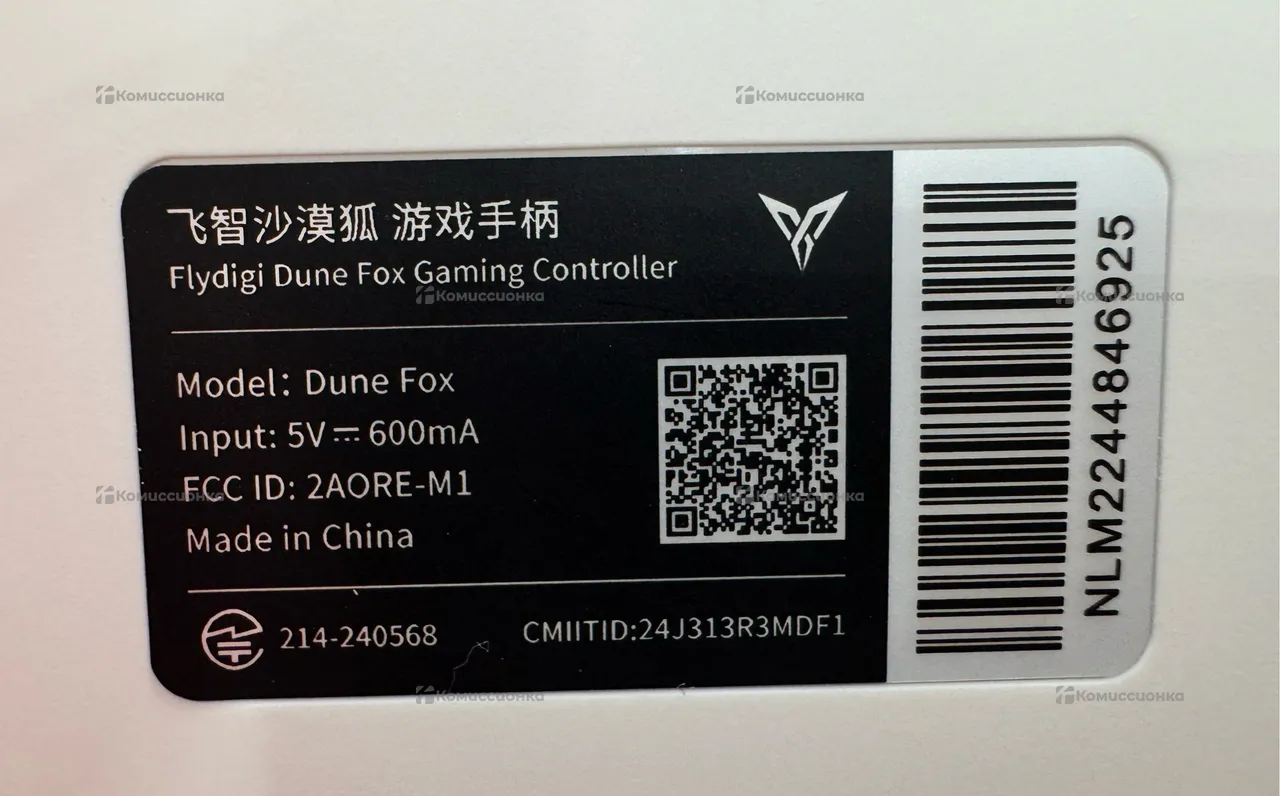 飞智沙漠狐 游戏手柄
Flydigi Dune Fox Gaming Controller
Model: Dune Fox
Input: 5V⎓600mA
FCC ID: 2AORE-M1
Made in China
214-240568
CMIITID:24J313R3MDF1
NLM2244846925
Комиссионка
Комиссионка
Комиссионка
Комиссионка
Комиссионка
Комиссионка
Комиссионка
Комиссионка